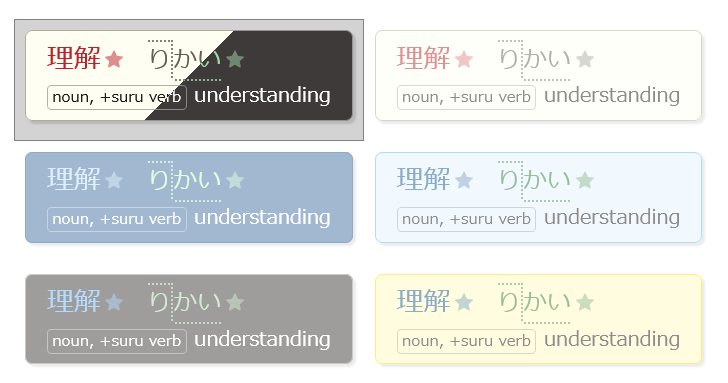 理解★ りかい★
noun, +suru verb understanding
理解★ りかい★
noun, +suru verb understanding
理解★ りかい★
noun, +suru verb understanding
理解★ りかい★
noun, +suru verb understanding
理解★ りかい★
noun, +suru verb understanding
理解★ りかい★
noun, +suru verb understanding